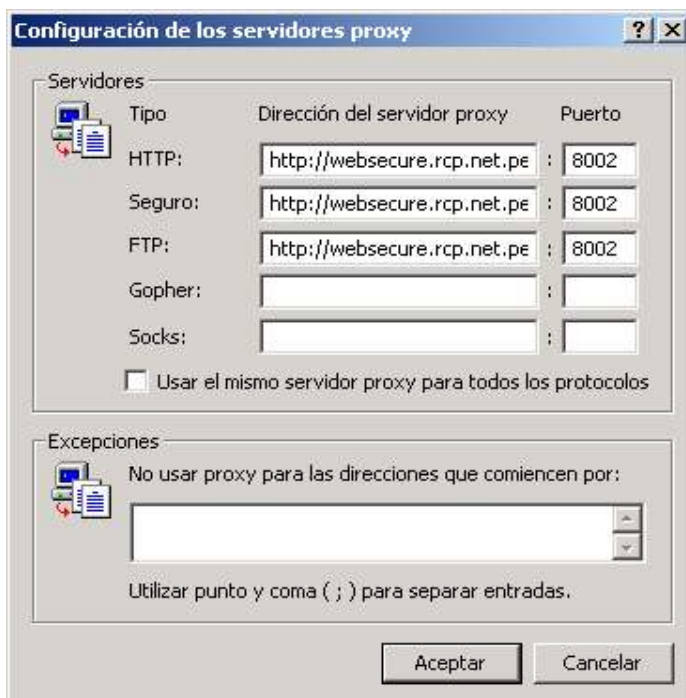 Configuración de los servidores proxy
Servidores
Tipo Dirección del servidor proxy Puerto
HTTP: http://websecure.rcp.net.pe : 8002
Seguro: http://websecure.rcp.net.pe : 8002
FTP: http://websecure.rcp.net.pe : 8002
Gopher: :
Socks: :
Usar el mismo servidor proxy para todos los protocolos
Excepciones
No usar proxy para las direcciones que comiencen por:
Utilizar punto y coma ( ; ) para separar entradas.
Aceptar Cancelar